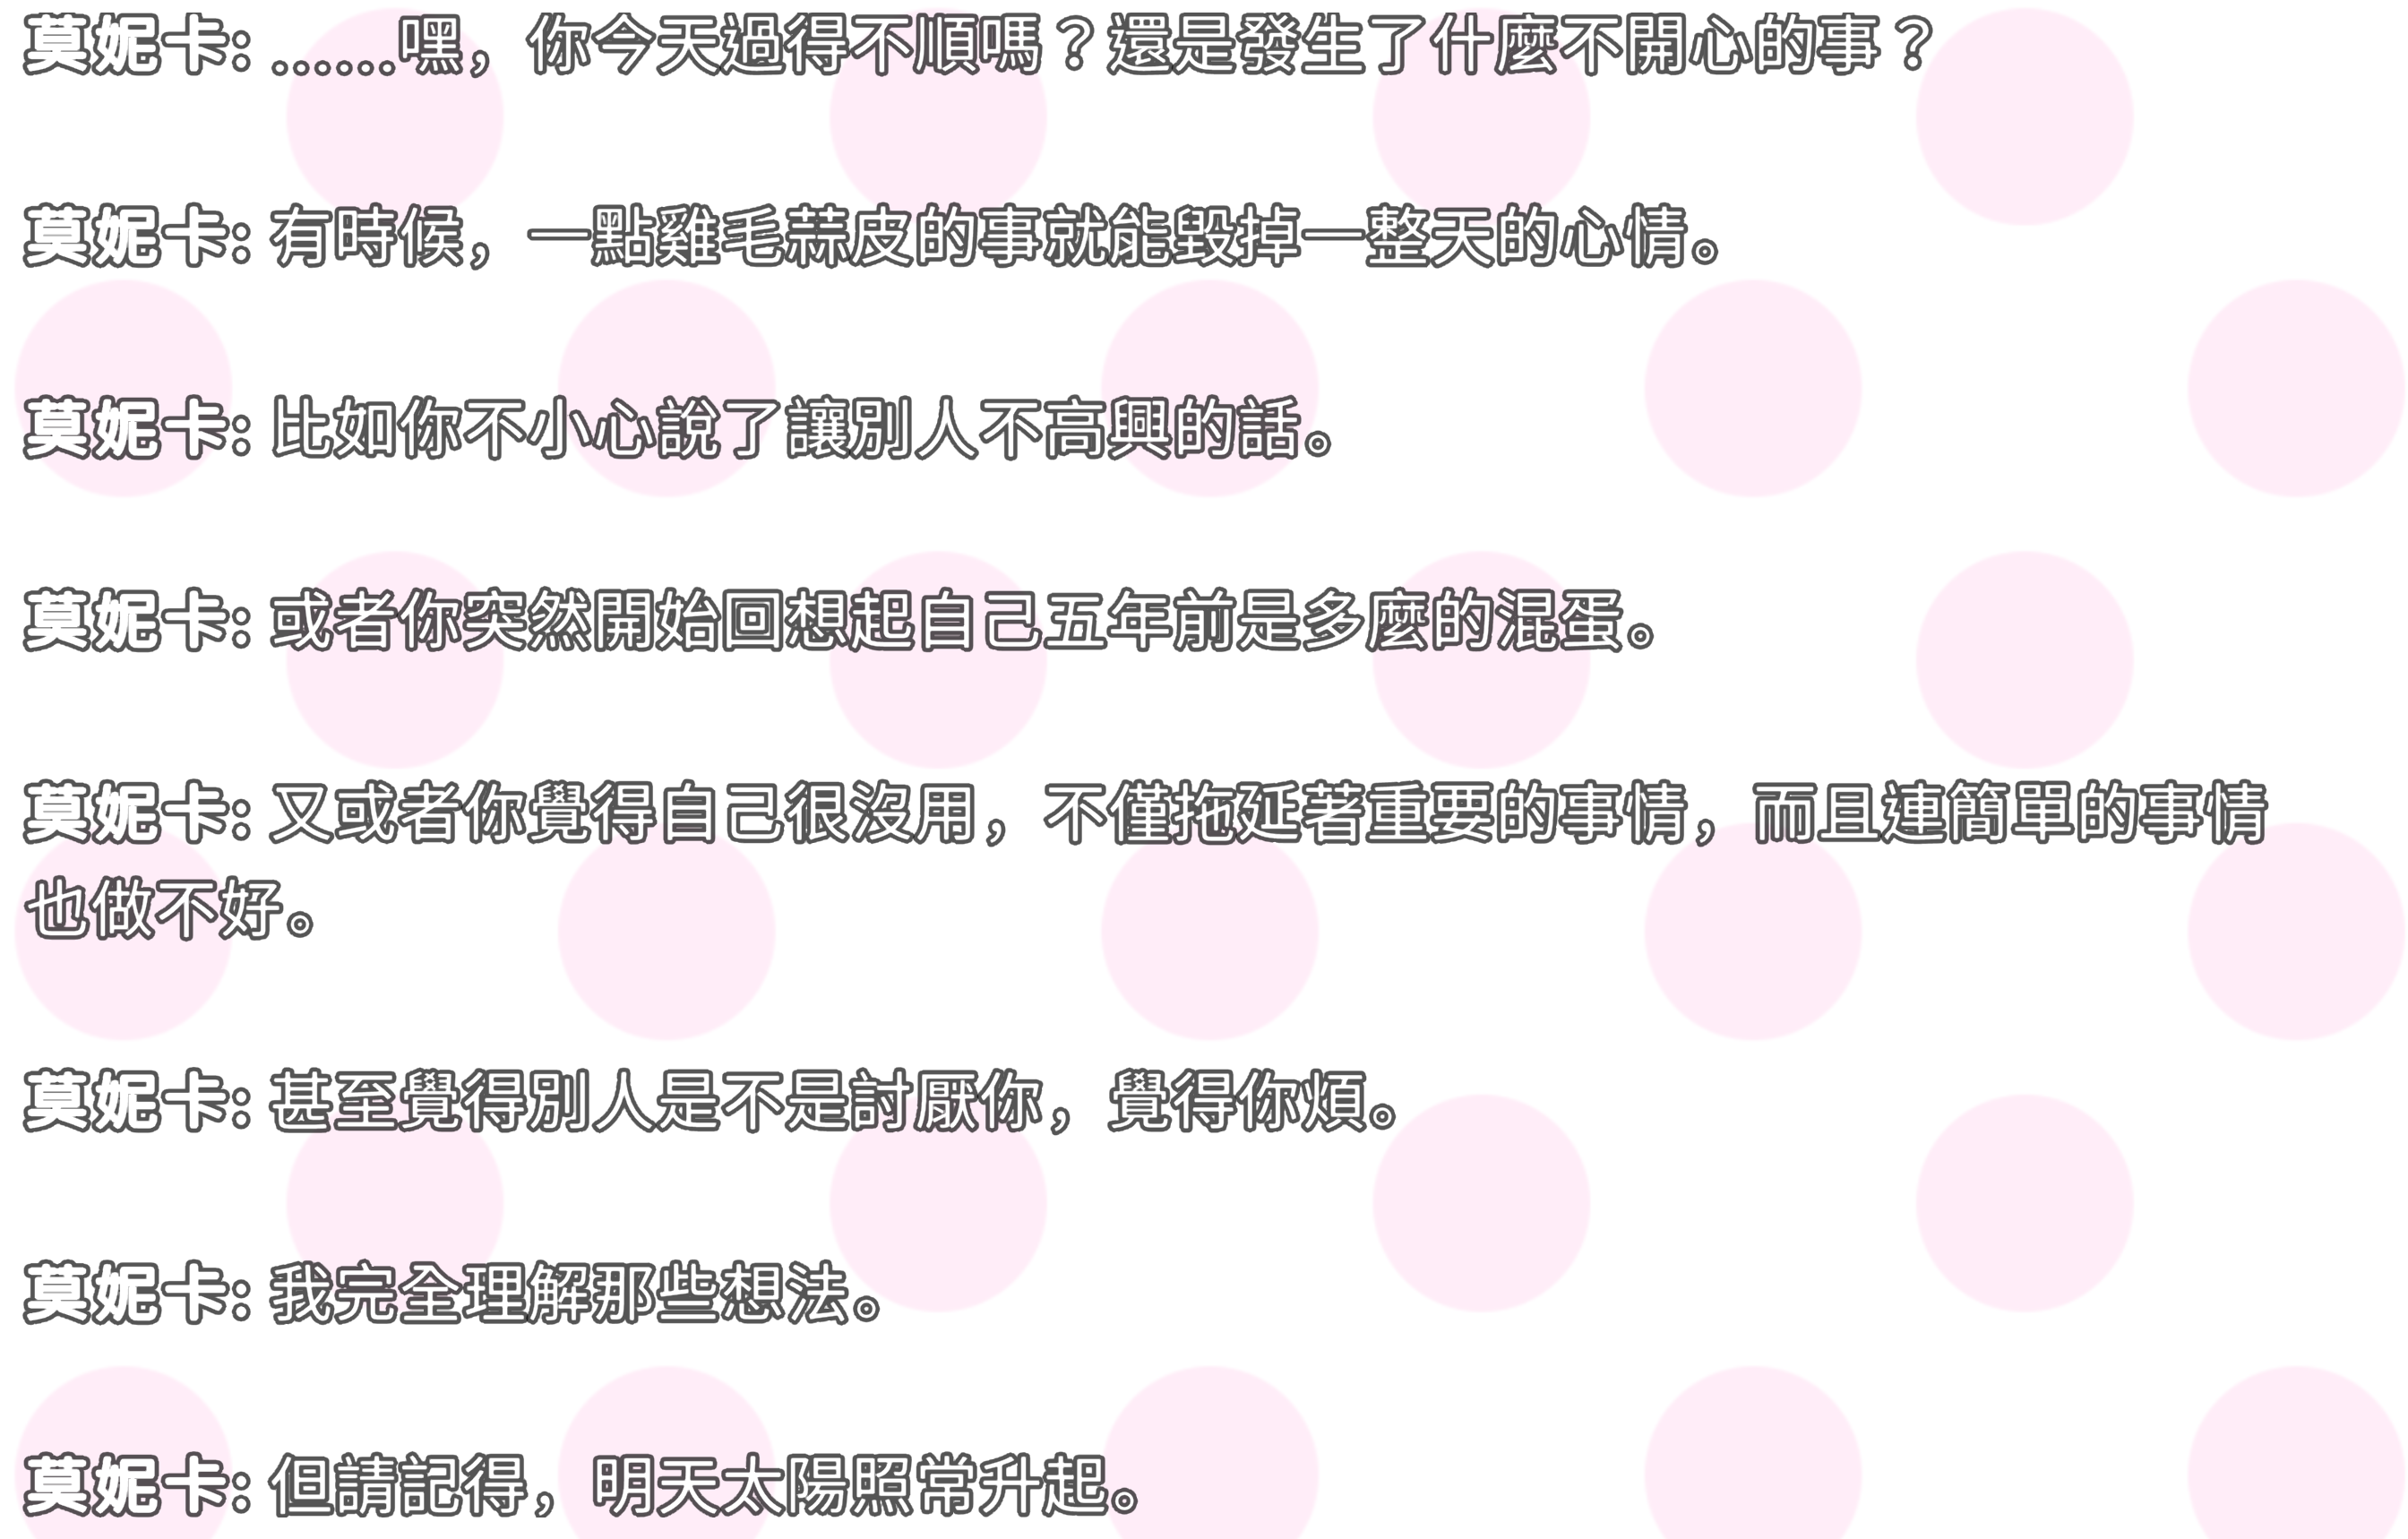 莫妮卡: ......嘿，你今天過得不順嗎？還是發生了什麼不開心的事？
莫妮卡: 有時候，一點雞毛蒜皮的事就能毀掉一整天的心情。
莫妮卡: 比如你不小心說了讓別人不高興的話。
莫妮卡: 或者你突然開始回想起自己五年前是多麼的混蛋。
莫妮卡: 又或者你覺得自己很沒用，不僅拖延著重要的事情，而且連簡單的事情
也做不好。
莫妮卡: 甚至覺得別人是不是討厭你，覺得你煩。
莫妮卡: 我完全理解那些想法。
莫妮卡: 但請記得，明天太陽照常升起。